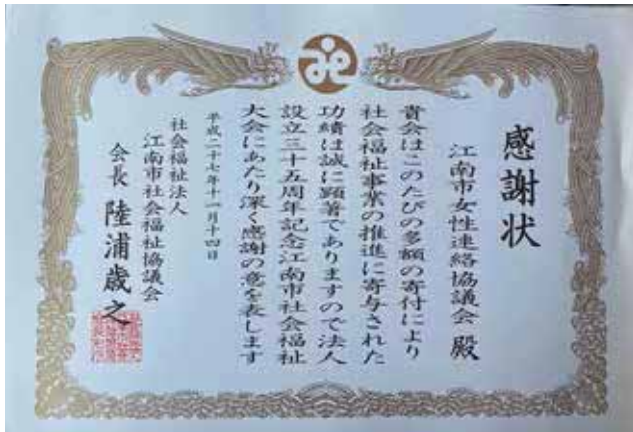 感謝状
江南市女性連絡協議会 殿
貴会はこのたびの多額の寄付により
社会福祉事業の推進に寄与された
功績は誠に顕著でありますので法人
設立三十五周年記念江南市社会福祉
大会にあたり深く感謝の意を表します
平成二十七年十一月十四日
社会福祉法人
江南市社会福祉協議会
会長 陸浦歳之